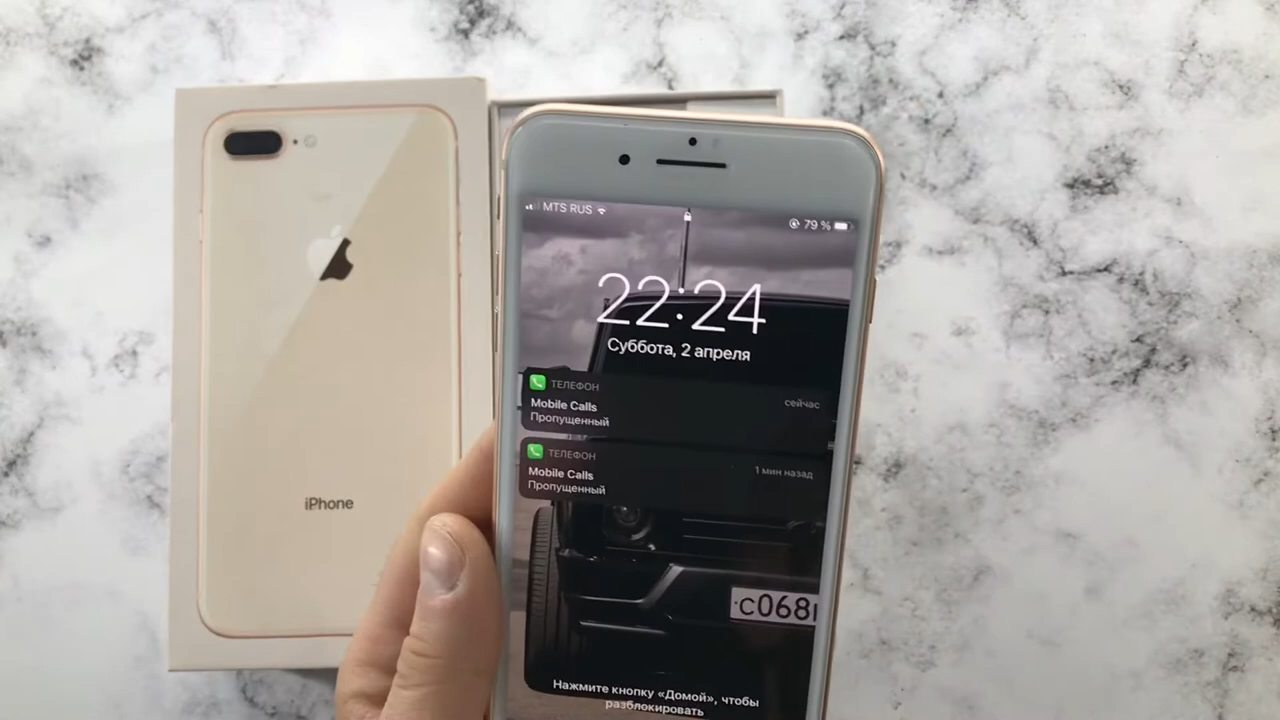 iPhone
MTS RUS
79 %
22:24
Суббота, 2 апреля
ТЕЛЕФОН
сейчас
Mobile Calls
Пропущенный
ТЕЛЕФОН
1 мин назад
Mobile Calls
Пропущенный
С068
Нажмите кнопку «Домой», чтобы
разблокировать